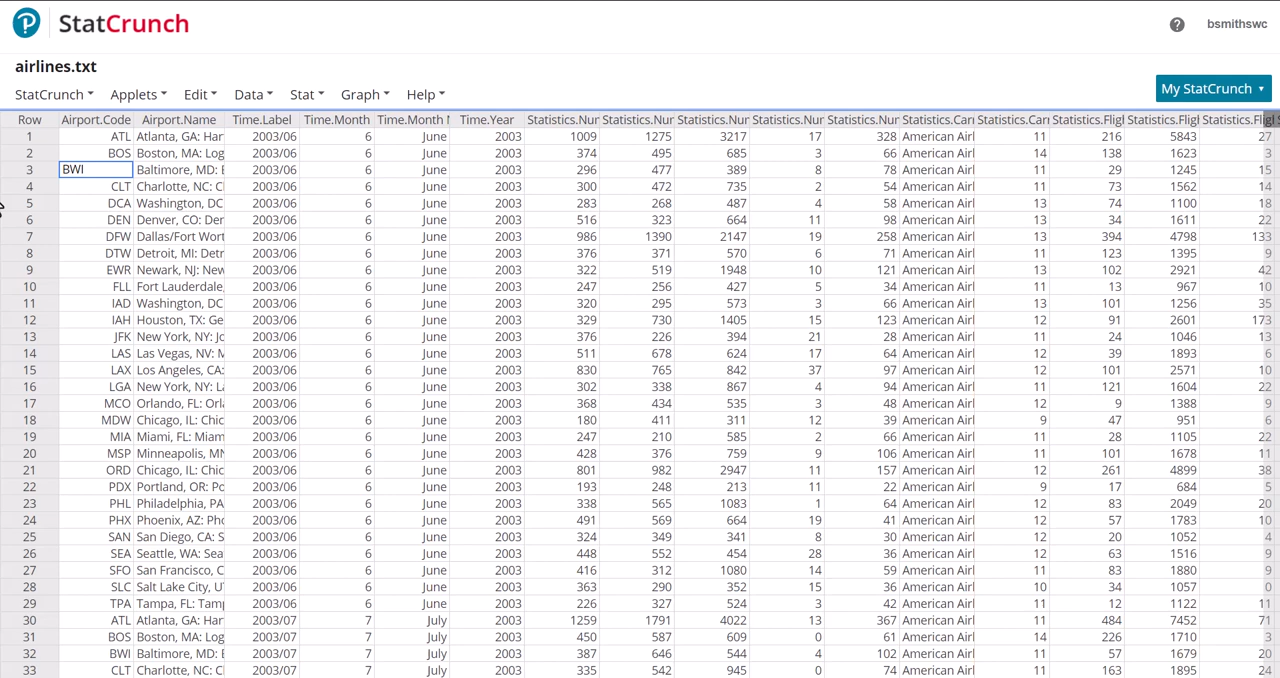 StatCrunch bsmithswc
airlines.txt
StatCrunch Applets Edit Data Stat Graph Help My StatCrunch
Row Airport.Code Airport.Name Time.Label Time.Month Time.Month Time.Year Statistics.Nur Statistics.Nur Statistics.Nur Statistics.Nur Statistics.Nur Statistics.Carr Statistics.Carr Statistics.Fligl Statistics.Fligl Statistics.Fligl
1 ATL Atlanta, GA: Har 2003/06 6 June 2003 1009 1275 3217 17 328 American Airl 11 216 5843 27
2 BOS Boston, MA: Log 2003/06 6 June 2003 374 495 685 3 66 American Airl 14 138 1623 3
3 BWI Baltimore, MD: E 2003/06 6 June 2003 296 477 389 8 78 American Airl 11 29 1245 15
4 CLT Charlotte, NC: C 2003/06 6 June 2003 300 472 735 2 54 American Airl 11 73 1562 14
5 DCA Washington, DC 2003/06 6 June 2003 283 268 487 4 58 American Airl 13 74 1100 18
6 DEN Denver, CO: Der 2003/06 6 June 2003 516 323 664 11 98 American Airl 13 34 1611 22
7 DFW Dallas/Fort Wort 2003/06 6 June 2003 986 1390 2147 19 258 American Airl 13 394 4798 133
8 DTW Detroit, MI: Detr 2003/06 6 June 2003 376 371 570 6 71 American Airl 11 123 1395 9
9 EWR Newark, NJ: New 2003/06 6 June 2003 322 519 1948 10 121 American Airl 13 102 2921 42
10 FLL Fort Lauderdale, 2003/06 6 June 2003 247 256 427 5 34 American Airl 11 13 967 10
11 IAD Washington, DC 2003/06 6 June 2003 320 295 573 3 66 American Airl 13 101 1256 35
12 IAH Houston, TX: Ge 2003/06 6 June 2003 329 730 1405 15 123 American Airl 12 91 2601 173
13 JFK New York, NY: Jo 2003/06 6 June 2003 376 226 394 21 28 American Airl 11 24 1046 13
14 LAS Las Vegas, NV: M 2003/06 6 June 2003 511 678 624 17 64 American Airl 12 39 1893 6
15 LAX Los Angeles, CA: 2003/06 6 June 2003 830 765 842 37 97 American Airl 12 101 2571 10
16 LGA New York, NY: La 2003/06 6 June 2003 302 338 867 4 94 American Airl 11 121 1604 22
17 MCO Orlando, FL: Orla 2003/06 6 June 2003 368 434 535 3 48 American Airl 12 9 1388 9
18 MDW Chicago, IL: Chic 2003/06 6 June 2003 180 411 311 12 39 American Airl 9 47 951 6
19 MIA Miami, FL: Miam 2003/06 6 June 2003 247 210 585 2 66 American Airl 11 28 1105 22
20 MSP Minneapolis, MN 2003/06 6 June 2003 428 376 759 9 106 American Airl 11 101 1678 11
21 ORD Chicago, IL: Chic 2003/06 6 June 2003 801 982 2947 11 157 American Airl 12 261 4899 38
22 PDX Portland, OR: Po 2003/06 6 June 2003 193 248 213 11 22 American Airl 9 17 684 5
23 PHL Philadelphia, PA 2003/06 6 June 2003 338 565 1083 1 64 American Airl 12 83 2049 20
24 PHX Phoenix, AZ: Pho 2003/06 6 June 2003 491 569 664 19 41 American Airl 12 57 1783 10
25 SAN San Diego, CA: S 2003/06 6 June 2003 324 349 341 8 30 American Airl 12 20 1052 4
26 SEA Seattle, WA: Sea 2003/06 6 June 2003 448 552 454 28 36 American Airl 12 63 1516 9
27 SFO San Francisco, C 2003/06 6 June 2003 416 312 1080 14 59 American Airl 11 83 1880 9
28 SLC Salt Lake City, U 2003/06 6 June 2003 363 290 352 15 36 American Airl 10 34 1057 0
29 TPA Tampa, FL: Tamp 2003/06 6 June 2003 226 327 524 3 42 American Airl 11 12 1122 11
30 ATL Atlanta, GA: Har 2003/07 7 July 2003 1259 1791 4022 13 367 American Airl 11 484 7452 71
31 BOS Boston, MA: Log 2003/07 7 July 2003 450 587 609 0 61 American Airl 14 226 1710 3
32 BWI Baltimore, MD: E 2003/07 7 July 2003 387 646 544 4 102 American Airl 11 57 1679 20
33 CLT Charlotte, NC: C 2003/07 7 July 2003 335 542 945 0 74 American Airl 11 163 1895 24